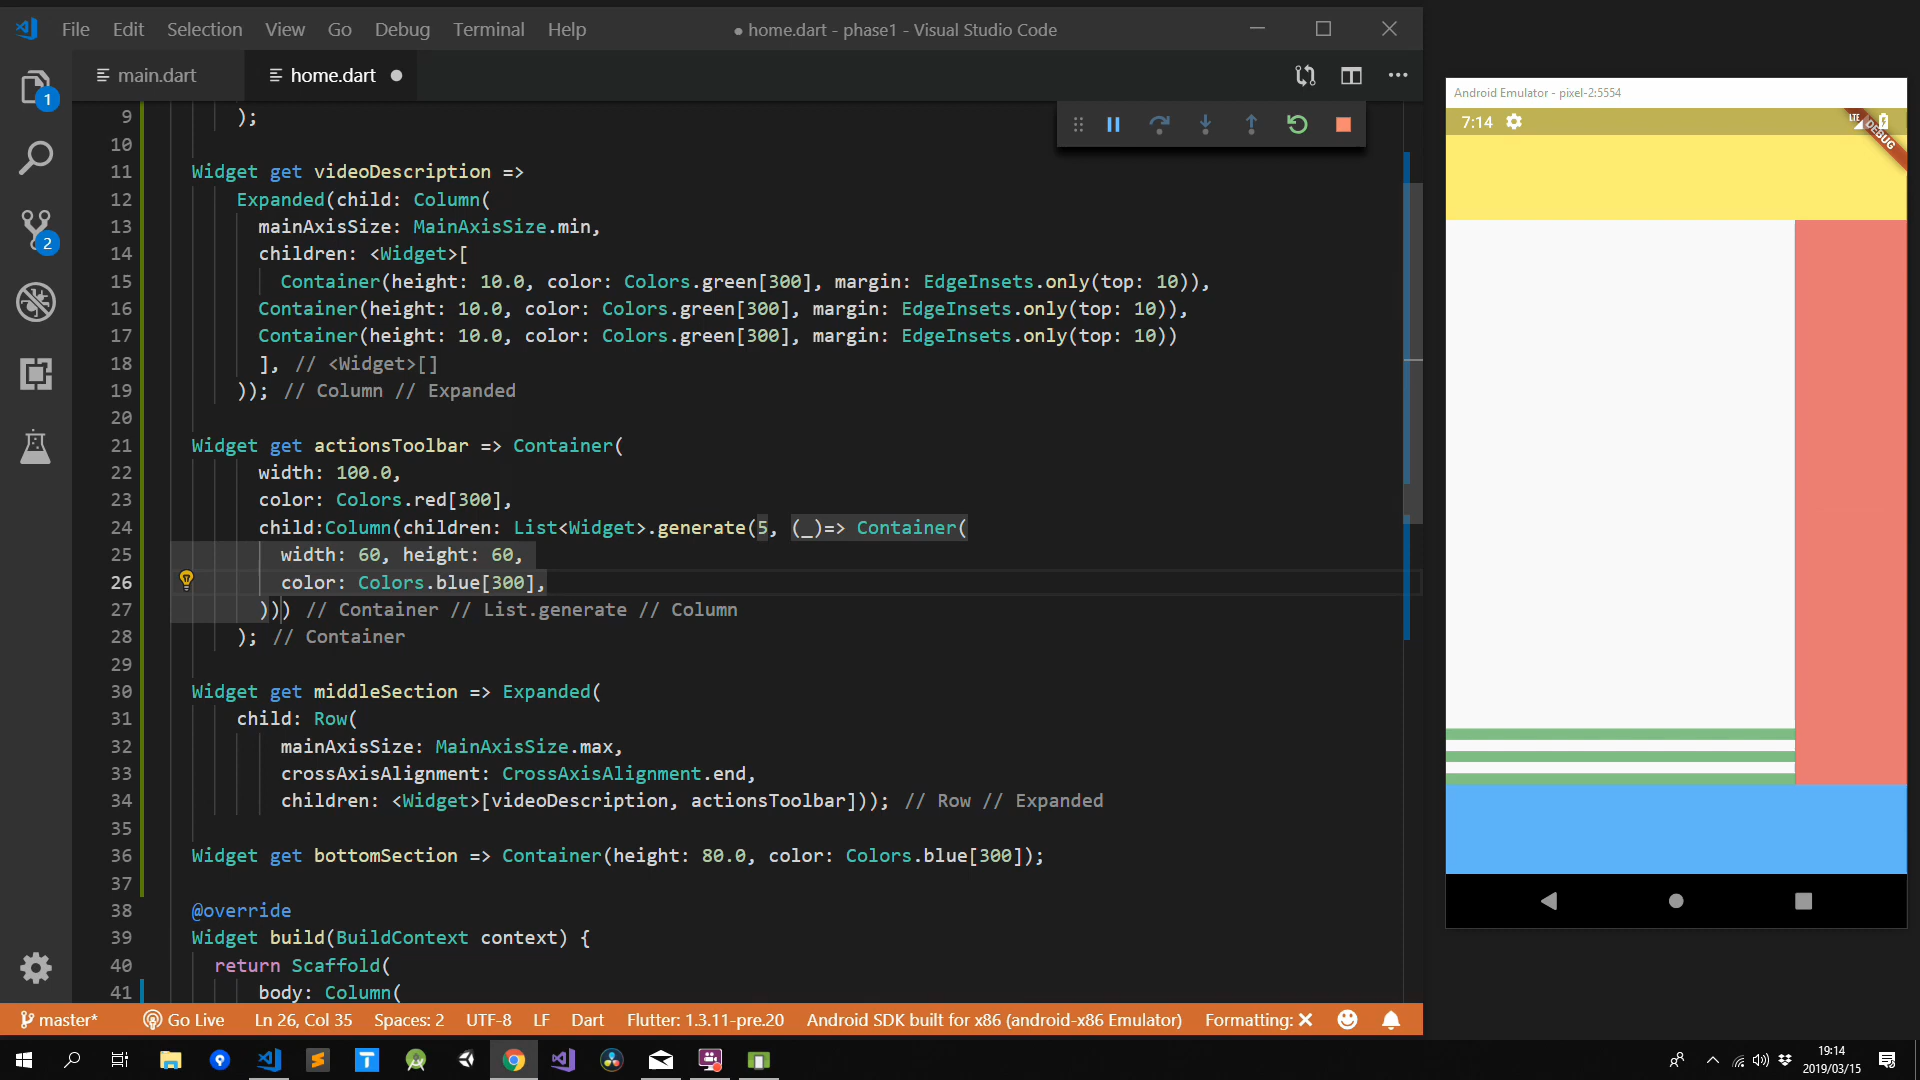 File Edit Selection View Go Debug Terminal Help
● home.dart - phase1 - Visual Studio Code
main.dart
home.dart
1
2
9 );
10
11 Widget get videoDescription =>
12 Expanded(child: Column(
13 mainAxisSize: MainAxisSize.min,
14 children: <Widget>[
15 Container(height: 10.0, color: Colors.green[300], margin: EdgeInsets.only(top: 10)),
16 Container(height: 10.0, color: Colors.green[300], margin: EdgeInsets.only(top: 10)),
17 Container(height: 10.0, color: Colors.green[300], margin: EdgeInsets.only(top: 10))
18 ], // <Widget>[]
19 )); // Column // Expanded
20
21 Widget get actionsToolbar => Container(
22 width: 100.0,
23 color: Colors.red[300],
24 child:Column(children: List<Widget>.generate(5, (_)=> Container(
25 width: 60, height: 60,
26 color: Colors.blue[300],
27 ))) // Container // List.generate // Column
28 ); // Container
29
30 Widget get middleSection => Expanded(
31 child: Row(
32 mainAxisSize: MainAxisSize.max,
33 crossAxisAlignment: CrossAxisAlignment.end,
34 children: <Widget>[videoDescription, actionsToolbar])); // Row // Expanded
35
36 Widget get bottomSection => Container(height: 80.0, color: Colors.blue[300]);
37
38 @override
39 Widget build(BuildContext context) {
40 return Scaffold(
41 body: Column(
master* Go Live Ln 26, Col 35 Spaces: 2 UTF-8 LF Dart Flutter: 1.3.11-pre.20 Android SDK built for x86 (android-x86 Emulator) Formatting: ✕
Android Emulator - pixel-2:5554
7:14
LTE
DEBUG
19:14
2019/03/15